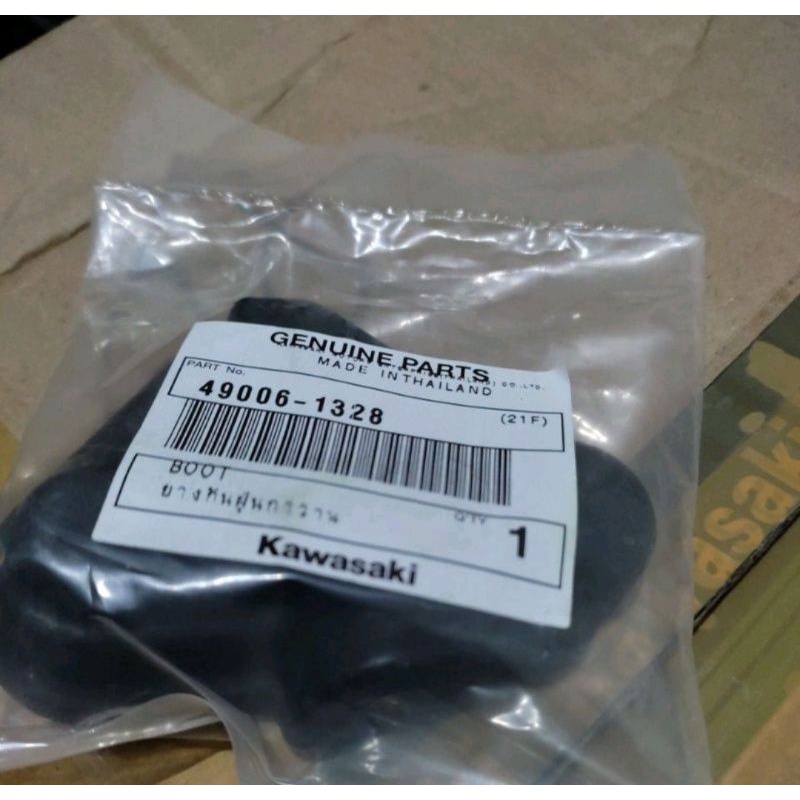 GENUINE PARTS
MADE IN THAILAND
PART No.
49006-1328
(21F)
BOOT
QTY
1
Kawasaki